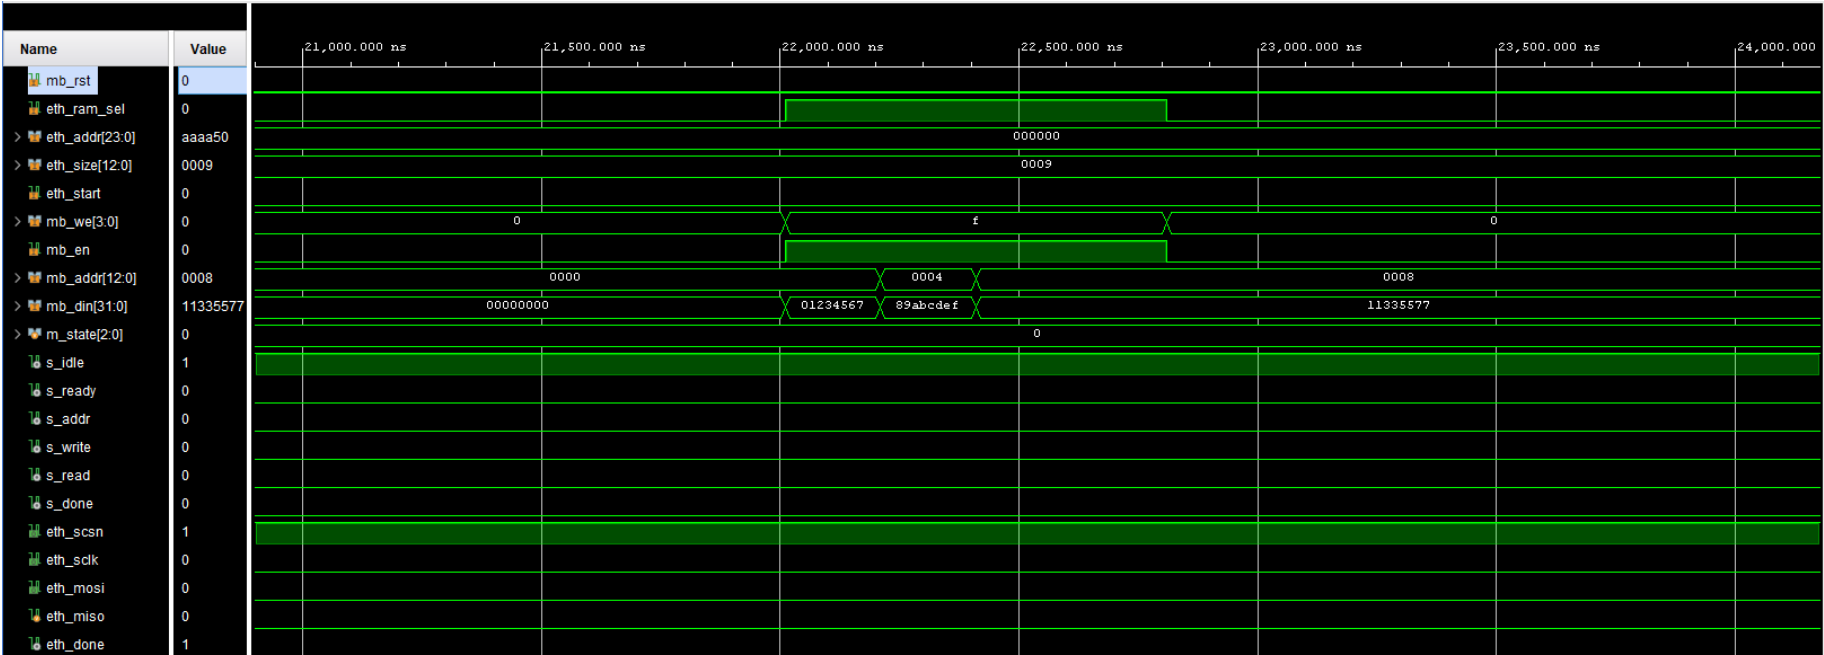 Name Value 21,000.000 ns 21,500.000 ns 22,000.000 ns 22,500.000 ns 23,000.000 ns 23,500.000 ns 24,000.000
mb_rst 0
eth_ram_sel 0
eth_addr[23:0] aaaa50 000000
eth_size[12:0] 0009 0009
eth_start 0
mb_we[3:0] 0 0 f 0
mb_en 0
mb_addr[12:0] 0008 0000 0004 0008
mb_din[31:0] 11335577 00000000 01234567 89abcdef 11335577
m_state[2:0] 0 0
s_idle 1
s_ready 0
s_addr 0
s_write 0
s_read 0
s_done 0
eth_scsn 1
eth_sclk 0
eth_mosi 0
eth_miso 0
eth_done 1